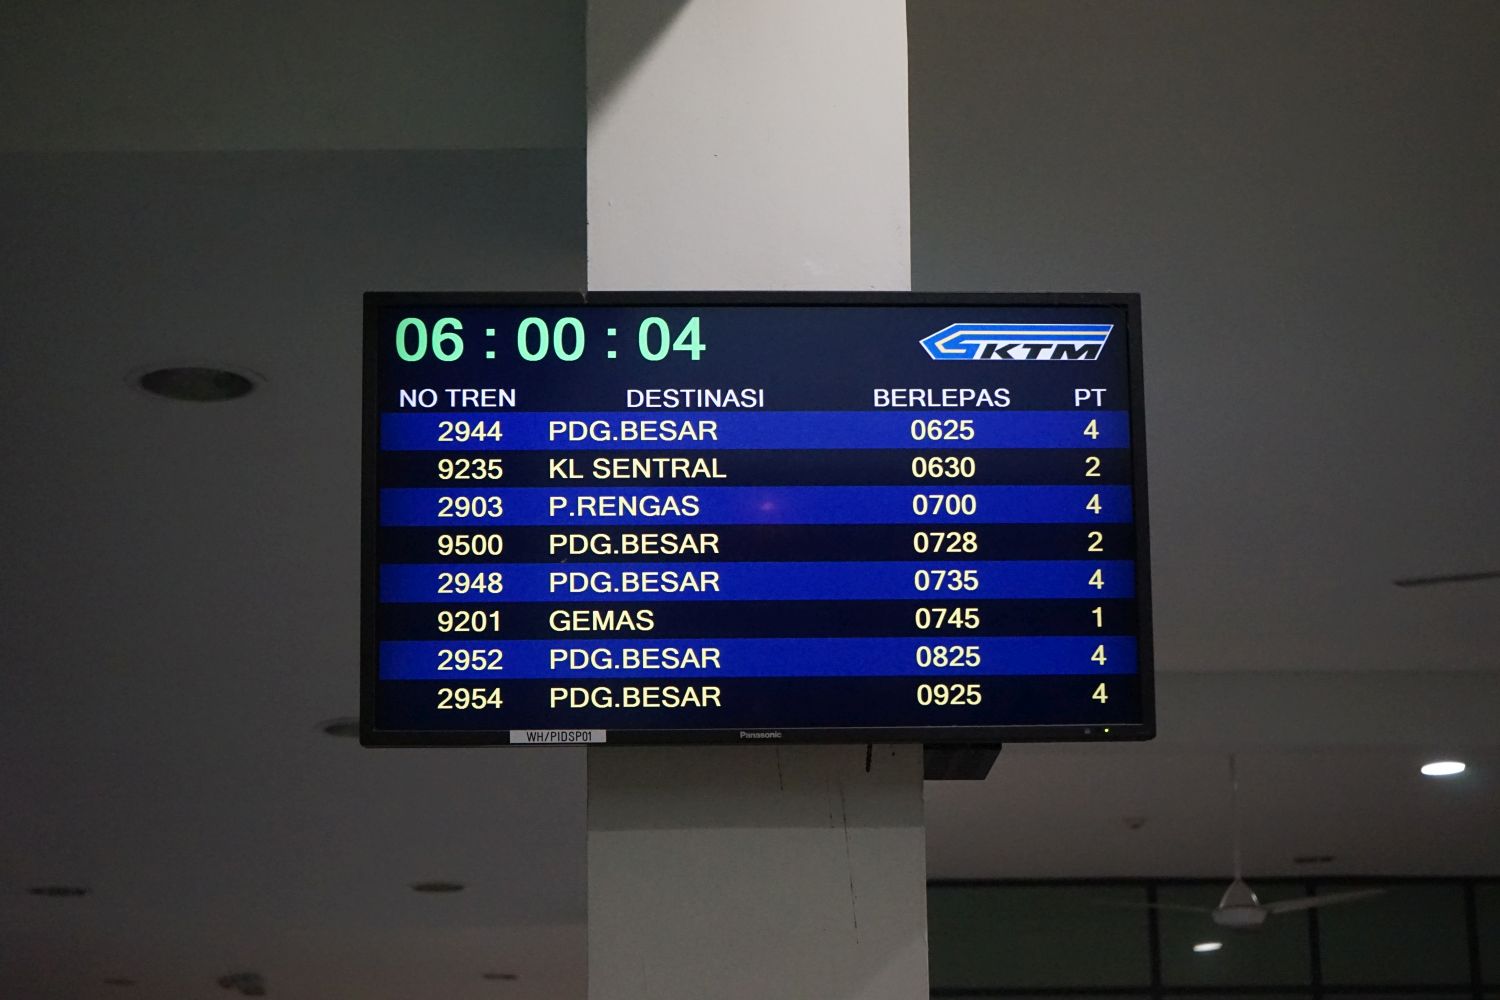 06 : 00 : 04 KTM
NO TREN DESTINASI BERLEPAS PT
2944 PDG.BESAR 0625 4
9235 KL SENTRAL 0630 2
2903 P.RENGAS 0700 4
9500 PDG.BESAR 0728 2
2948 PDG.BESAR 0735 4
9201 GEMAS 0745 1
2952 PDG.BESAR 0825 4
2954 PDG.BESAR 0925 4
WH/PIDSP01 Panasonic